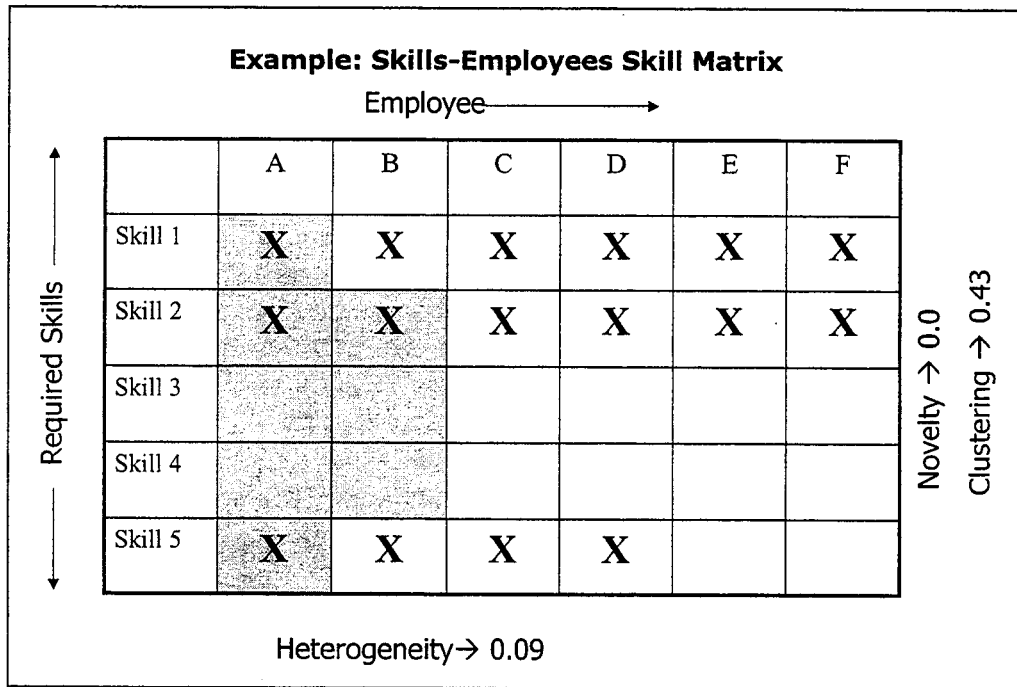 Example: Skills-Employees Skill Matrix
Employee →
Required Skills
A B C D E F
Skill 1 X X X X X X
Skill 2 X X X X X X
Skill 3
Skill 4
Skill 5 X X X X
Novelty → 0.0
Clustering → 0.43
Heterogeneity → 0.09